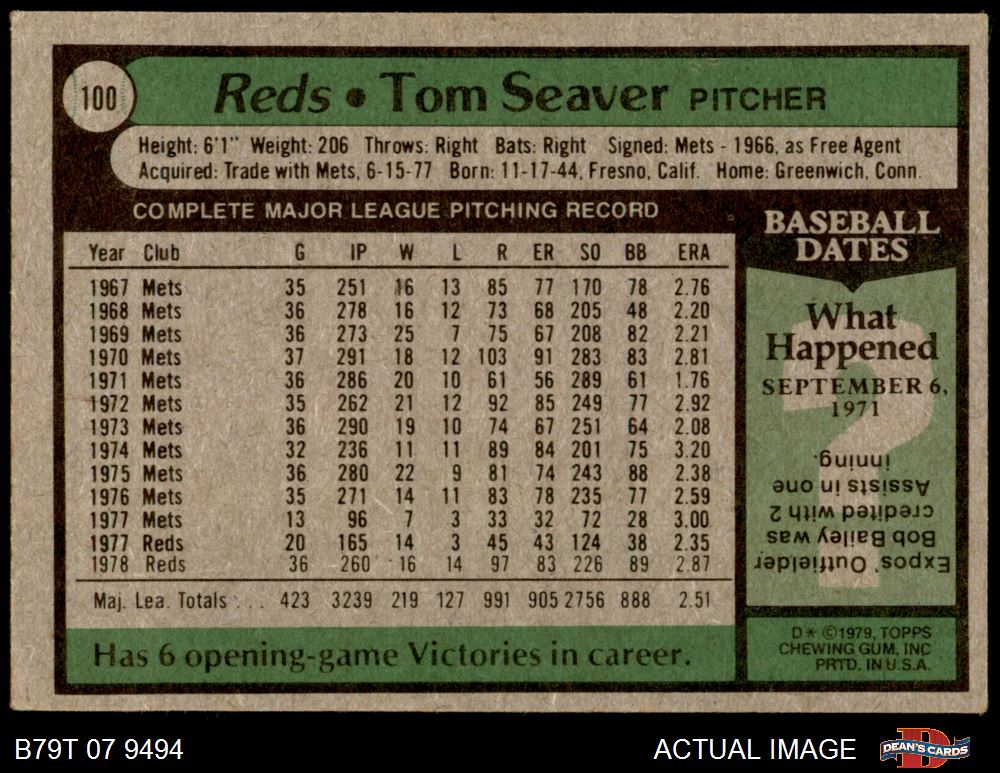 100
Reds • Tom Seaver PITCHER
Height: 6'1" Weight: 206 Throws: Right Bats: Right Signed: Mets - 1966, as Free Agent
Acquired: Trade with Mets, 6-15-77 Born: 11-17-44, Fresno, Calif. Home: Greenwich, Conn.
COMPLETE MAJOR LEAGUE PITCHING RECORD
Year Club G IP W L R ER SO BB ERA
1967 Mets 35 251 16 13 85 77 170 78 2.76
1968 Mets 36 278 16 12 73 68 205 48 2.20
1969 Mets 36 273 25 7 75 67 208 82 2.21
1970 Mets 37 291 18 12 103 91 283 83 2.81
1971 Mets 36 286 20 10 61 56 289 61 1.76
1972 Mets 35 262 21 12 92 85 249 77 2.92
1973 Mets 36 290 19 10 74 67 251 64 2.08
1974 Mets 32 236 11 11 89 84 201 75 3.20
1975 Mets 36 280 22 9 81 74 243 88 2.38
1976 Mets 35 271 14 11 83 78 235 77 2.59
1977 Mets 13 96 7 3 33 32 72 28 3.00
1977 Reds 20 165 14 3 45 43 124 38 2.35
1978 Reds 36 260 16 14 97 83 226 89 2.87
Maj. Lea. Totals . . . 423 3239 219 127 991 905 2756 888 2.51
Has 6 opening-game Victories in career.
BASEBALL
DATES
What
Happened
SEPTEMBER 6,
1971
Expos' Outfielder
Bob Bailey was
credited with 2
Assists in one
inning.
D* ©1979, TOPPS
CHEWING GUM, INC
PRTD. IN U.S.A.
B79T 07 9494
ACTUAL IMAGE
DEAN'S CARDS